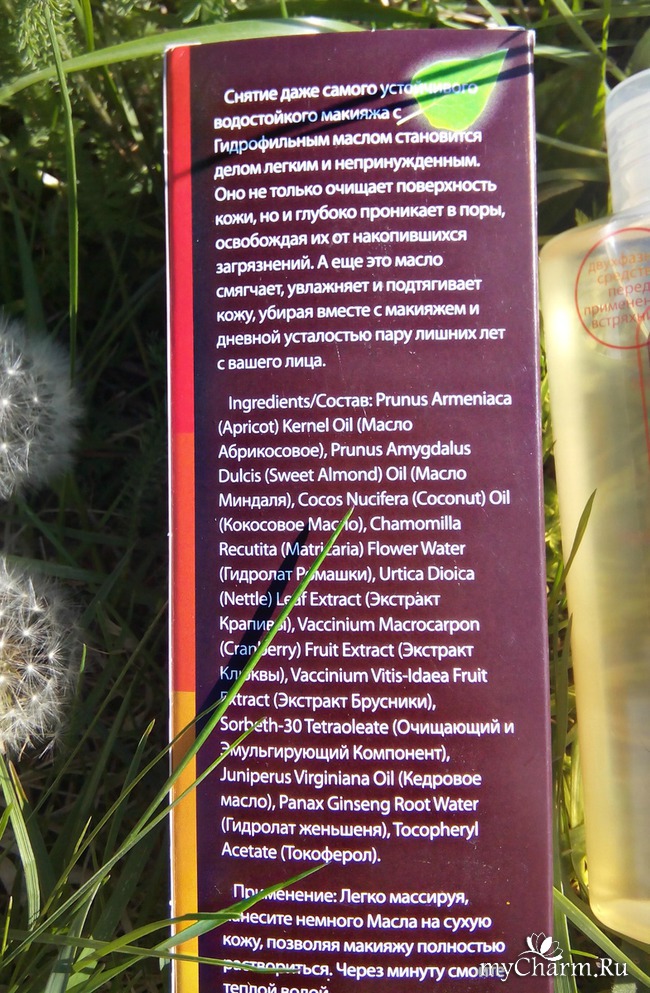 Снятие даже самого устойчивого
водостойкого макияжа с
Гидрофильным маслом становится
делом легким и непринужденным.
Оно не только очищает поверхность
кожи, но и глубоко проникает в поры,
освобождая их от накопившихся
загрязнений. А еще это масло
смягчает, увлажняет и подтягивает
кожу, убирая вместе с макияжем и
дневной усталостью пару лишних лет
с вашего лица.
Ingredients/Состав: Prunus Armeniaca
(Apricot) Kernel Oil (Масло
Абрикосовое), Prunus Amygdalus
Dulcis (Sweet Almond) Oil (Масло
Миндаля), Cocos Nucifera (Coconut) Oil
(Кокосовое Масло), Chamomilla
Recutita (Matricaria) Flower Water
(Гидролат Ромашки), Urtica Dioica
(Nettle) Leaf Extract (Экстракт
Крапивы), Vaccinium Macrocarpon
(Cranberry) Fruit Extract (Экстракт
Клюквы), Vaccinium Vitis-Idaea Fruit
Extract (Экстракт Брусники),
Sorbeth-30 Tetraoleate (Очищающий и
Эмульгирующий Компонент),
Juniperus Virginiana Oil (Кедровое
масло), Panax Ginseng Root Water
(Гидролат женьшеня), Tocopheryl
Acetate (Токоферол).
Применение: Легко массируя,
нанесите немного Масла на сухую
кожу, позволяя макияжу полностью
раствориться. Через минуту
теплой водой
двухфаз
средств
перед
применен
встряхн
myCharm.Ru